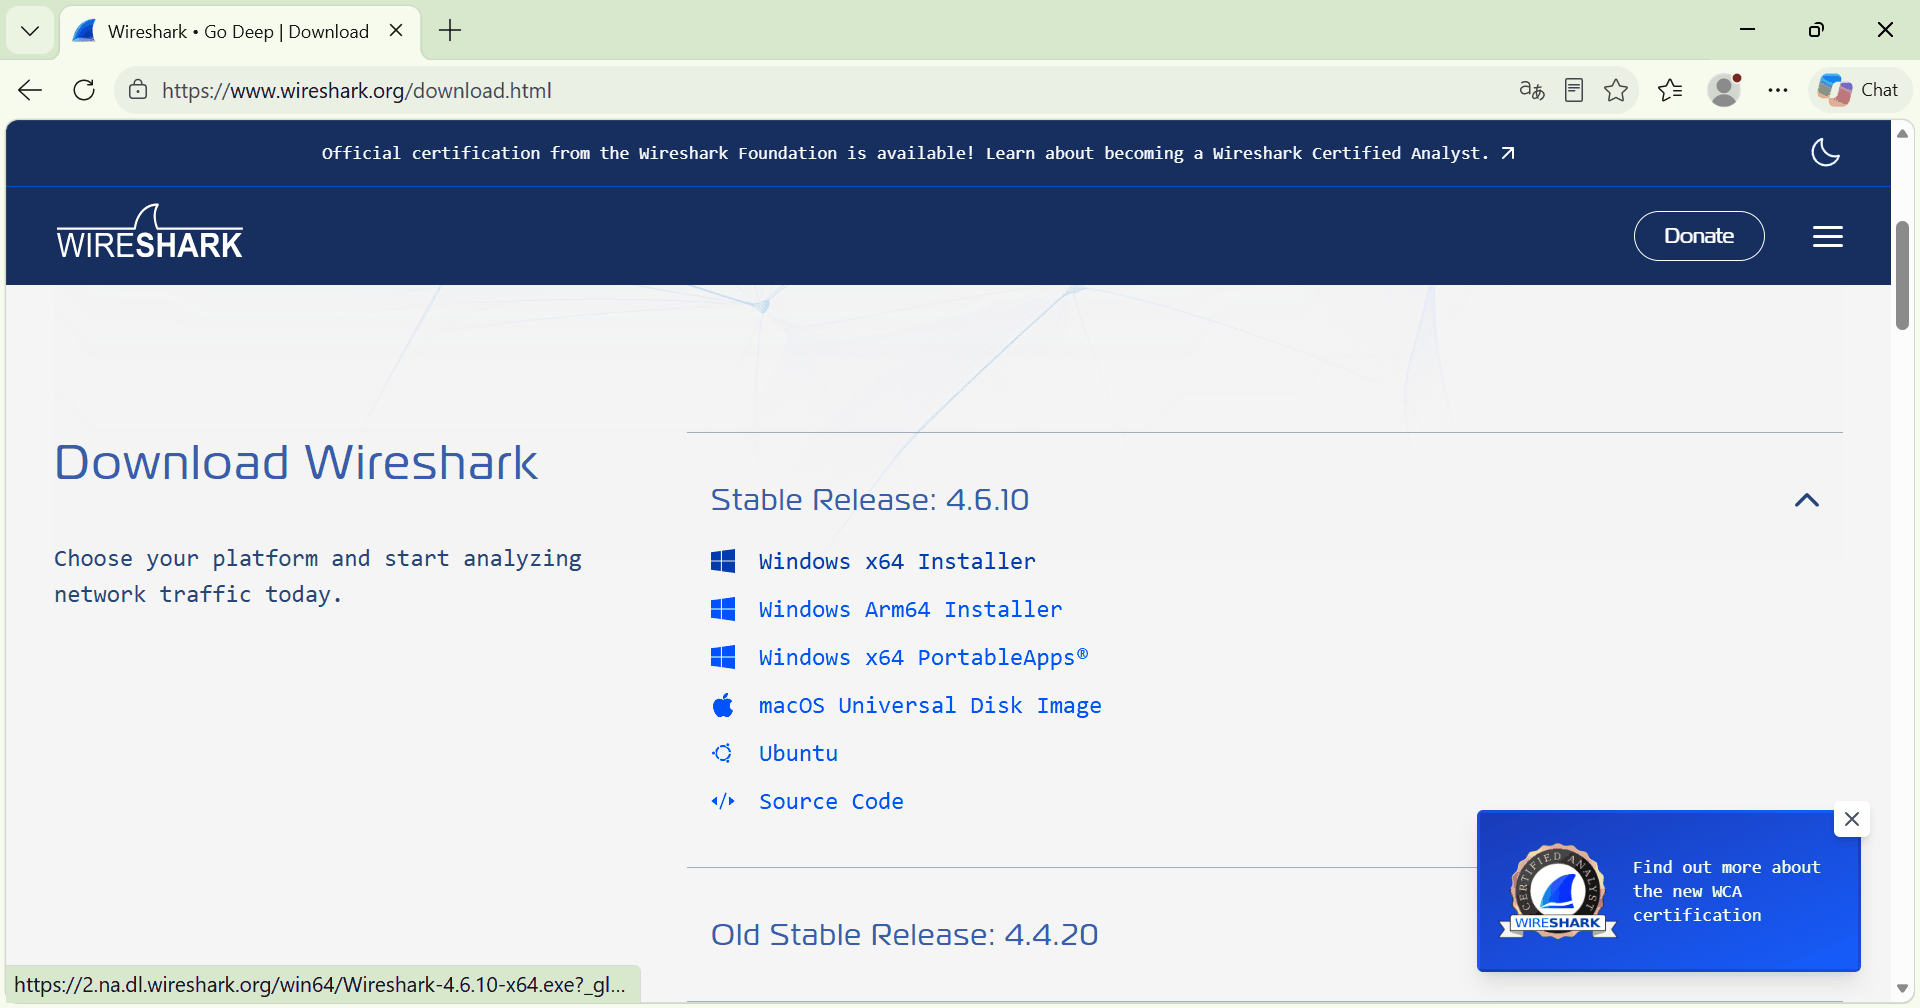 Wireshark • Go Deep | Download
https://www.wireshark.org/download.html
Chat
Official certification from the Wireshark Foundation is available! Learn about becoming a Wireshark Certified Analyst.
WIRESHARK
Donate
Download Wireshark
Choose your platform and start analyzing
network traffic today.
Stable Release: 4.6.10
Windows x64 Installer
Windows Arm64 Installer
Windows x64 PortableApps®
macOS Universal Disk Image
Ubuntu
Source Code
Old Stable Release: 4.4.20
CERTIFIED ANALYST
WIRESHARK
Find out more about
the new WCA
certification
https://2.na.dl.wireshark.org/win64/Wireshark-4.6.10-x64.exe?_gl...